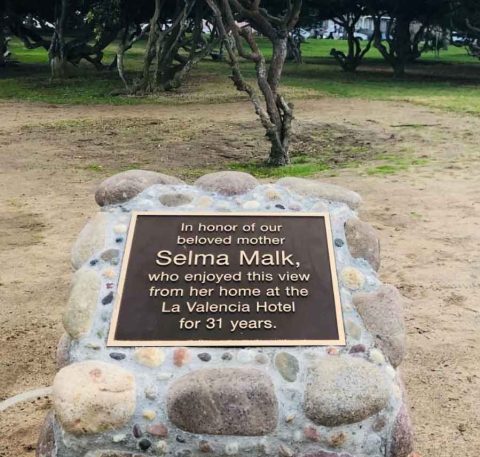 In honor of our
beloved mother
Selma Malk,
who enjoyed this view
from her home at the
La Valencia Hotel
for 31 years.